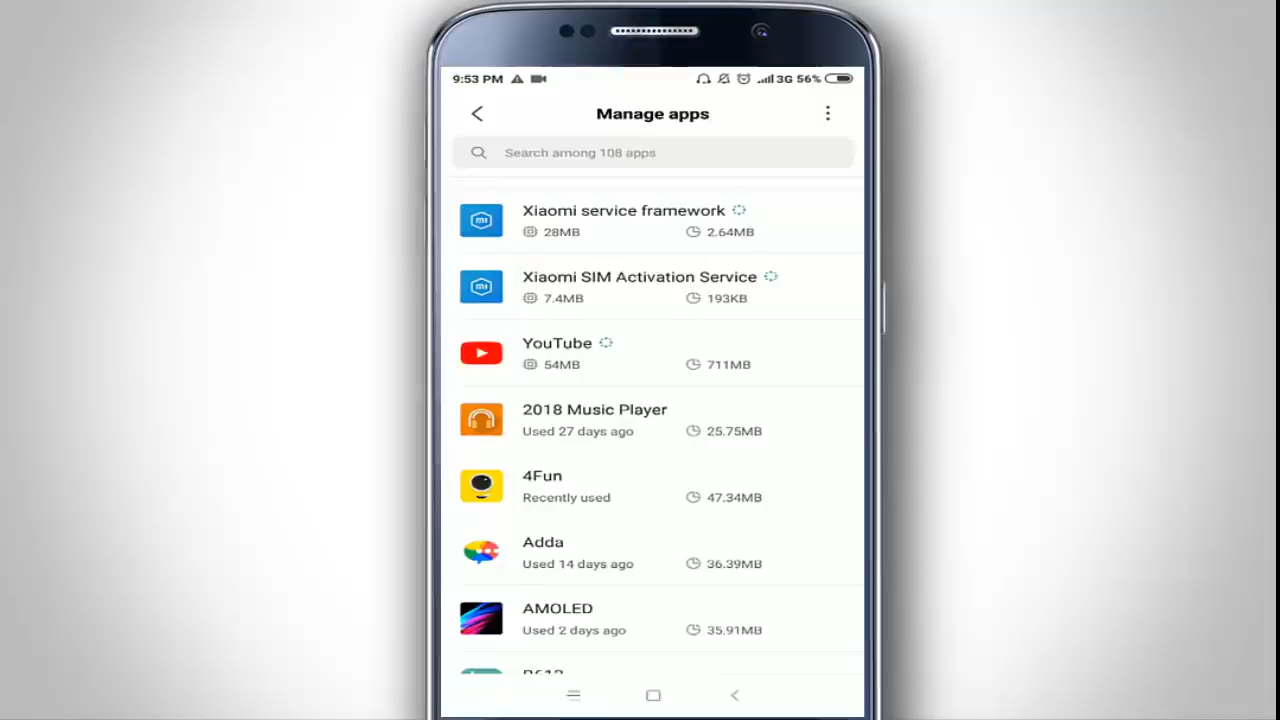 9:53 PM 3G 56%
Manage apps
Search among 108 apps
Xiaomi service framework
28MB 2.64MB
Xiaomi SIM Activation Service
7.4MB 193KB
YouTube
54MB 711MB
2018 Music Player
Used 27 days ago 25.75MB
4Fun
Recently used 47.34MB
Adda
Used 14 days ago 36.39MB
AMOLED
Used 2 days ago 35.91MB